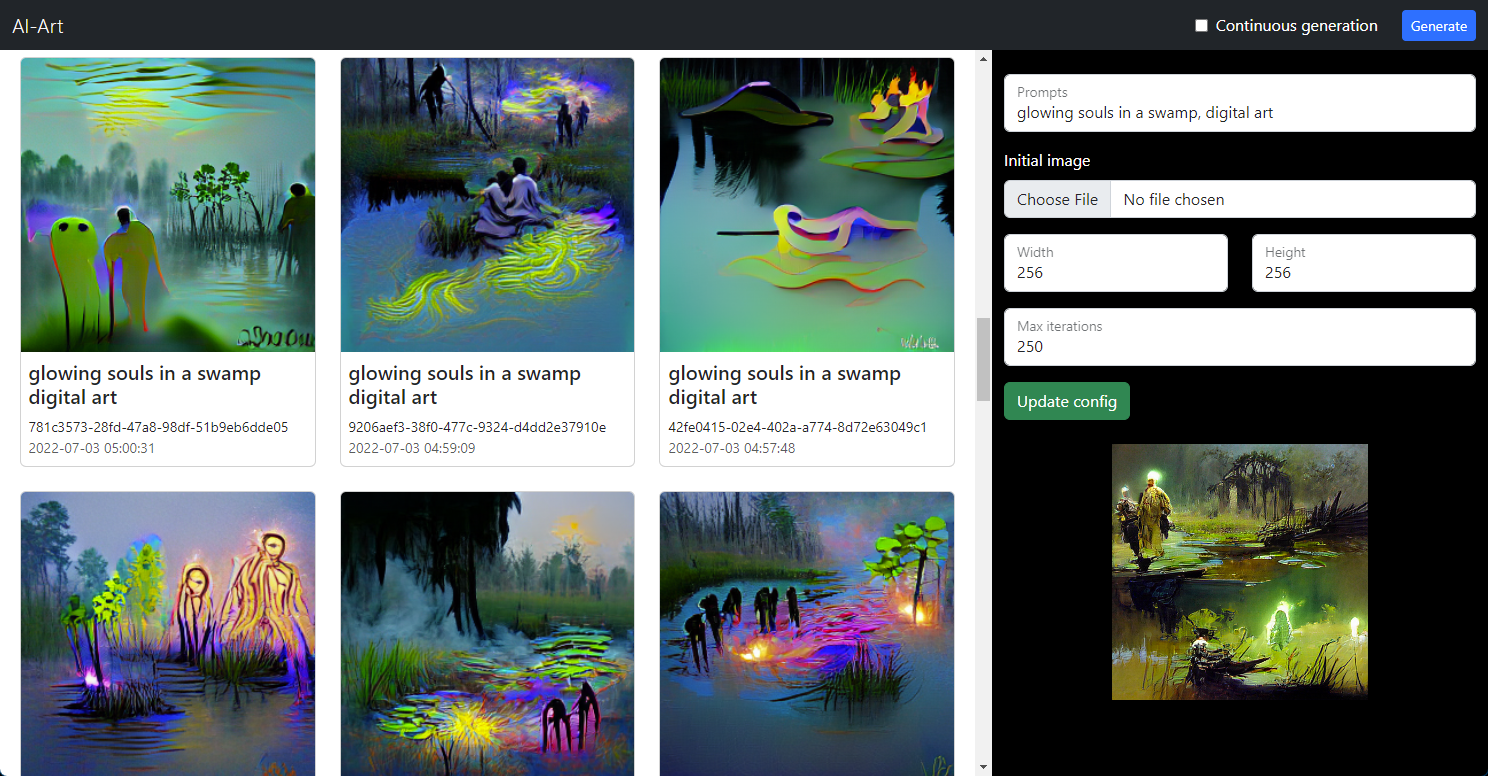 AI-Art
Continuous generation
Generate
glowing souls in a swamp
digital art
781c3573-28fd-47a8-98df-51b9eb6dde05
2022-07-03 05:00:31
glowing souls in a swamp
digital art
9206aef3-38f0-477c-9324-d4dd2e37910e
2022-07-03 04:59:09
glowing souls in a swamp
digital art
42fe0415-02e4-402a-a774-8d72e63049c1
2022-07-03 04:57:48
Prompts
glowing souls in a swamp, digital art
Initial image
Choose File No file chosen
Width
256
Height
256
Max iterations
250
Update config